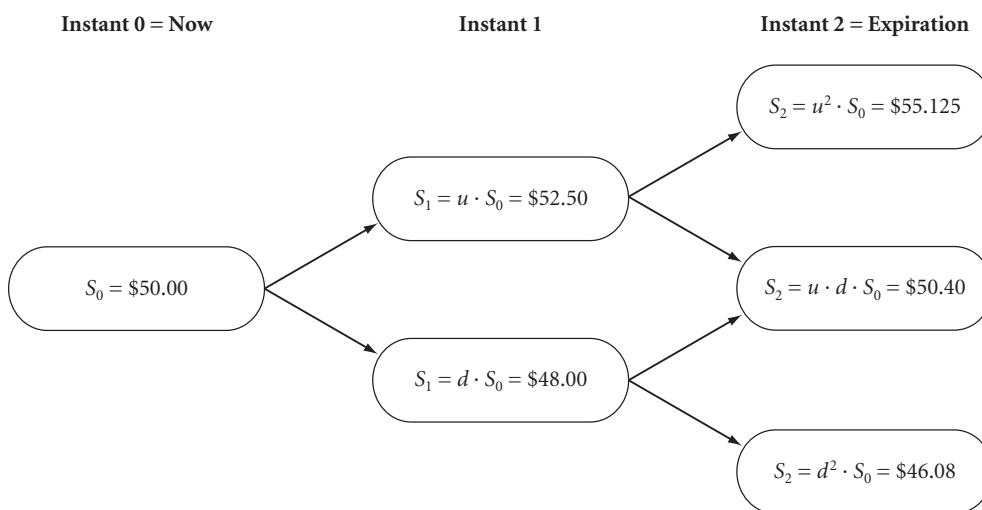 Instant 0 = Now
Instant 1
Instant 2 = Expiration
S₂ = u² · S₀ = $55.125
S₁ = u · S₀ = $52.50
S₀ = $50.00
S₂ = u · d · S₀ = $50.40
S₁ = d · S₀ = $48.00
S₂ = d² · S₀ = $46.08